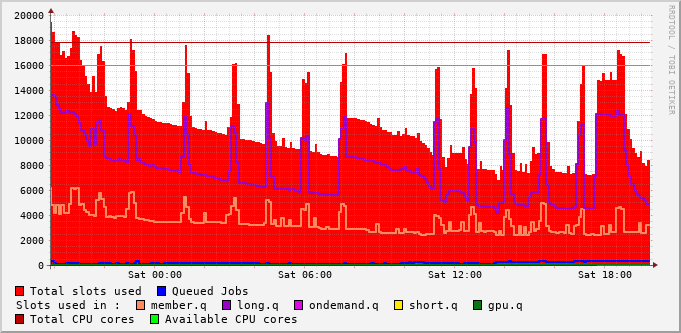 20000
18000
16000
14000
12000
10000
8000
6000
4000
2000
0
Sat 00:00 Sat 06:00 Sat 12:00 Sat 18:00
RRDTOOL / TOBI OETIKER
Total slots used Queued Jobs
Slots used in : member.q long.q ondemand.q short.q gpu.q
Total CPU cores Available CPU cores